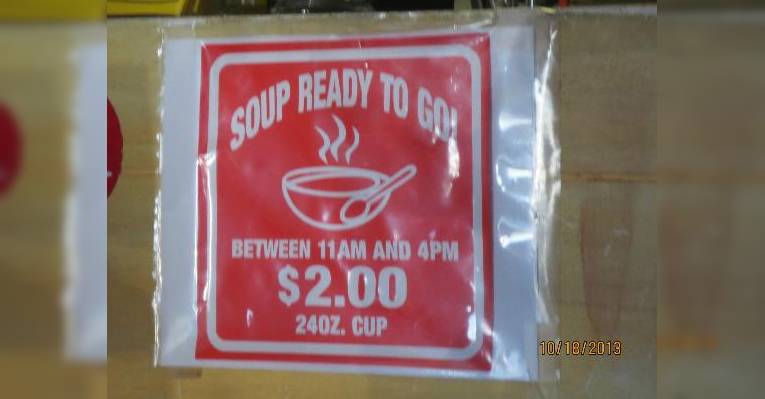 SOUP READY TO GO!
BETWEEN 11AM AND 4PM
$2.00
24OZ. CUP
10/18/2013